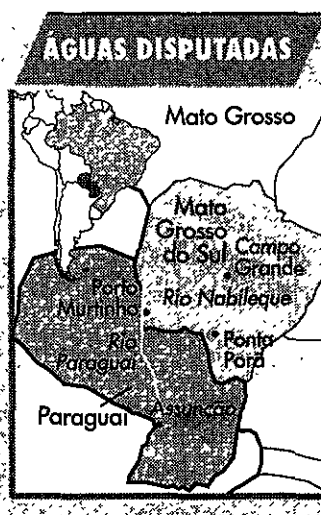 ÁGUAS DISPUTADAS
Mato Grosso
Mato
Grosso
do Sul
Campo
Grande
Porto
Murtinho
Rio Nabileque
Rio
Paraguai
Ponta
Porã
Paraguai
Assunção